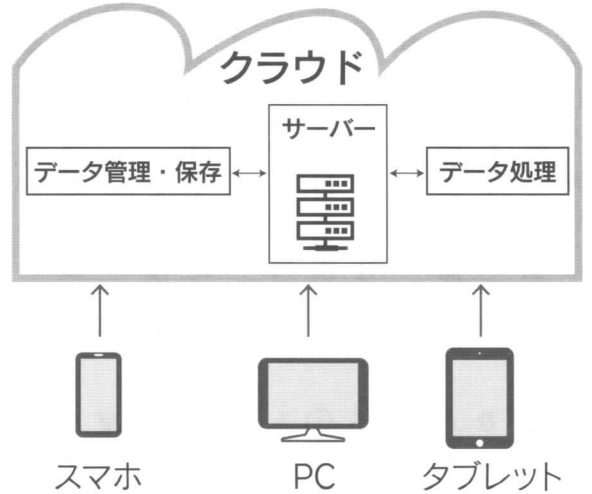 クラウド
サーバー
データ管理・保存
データ処理
スマホ
PC
タブレット